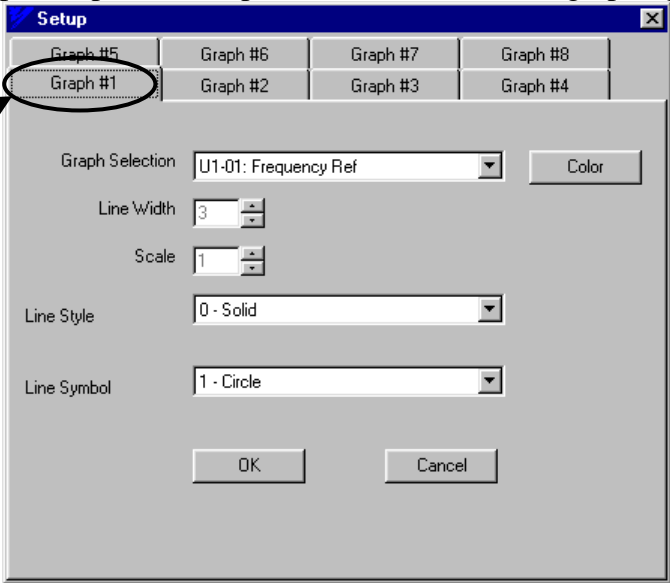 Setup
Graph #5 Graph #6 Graph #7 Graph #8
Graph #1 Graph #2 Graph #3 Graph #4
Graph Selection U1-01: Frequency Ref Color
Line Width 3
Scale 1
Line Style 0 - Solid
Line Symbol 1 - Circle
OK Cancel